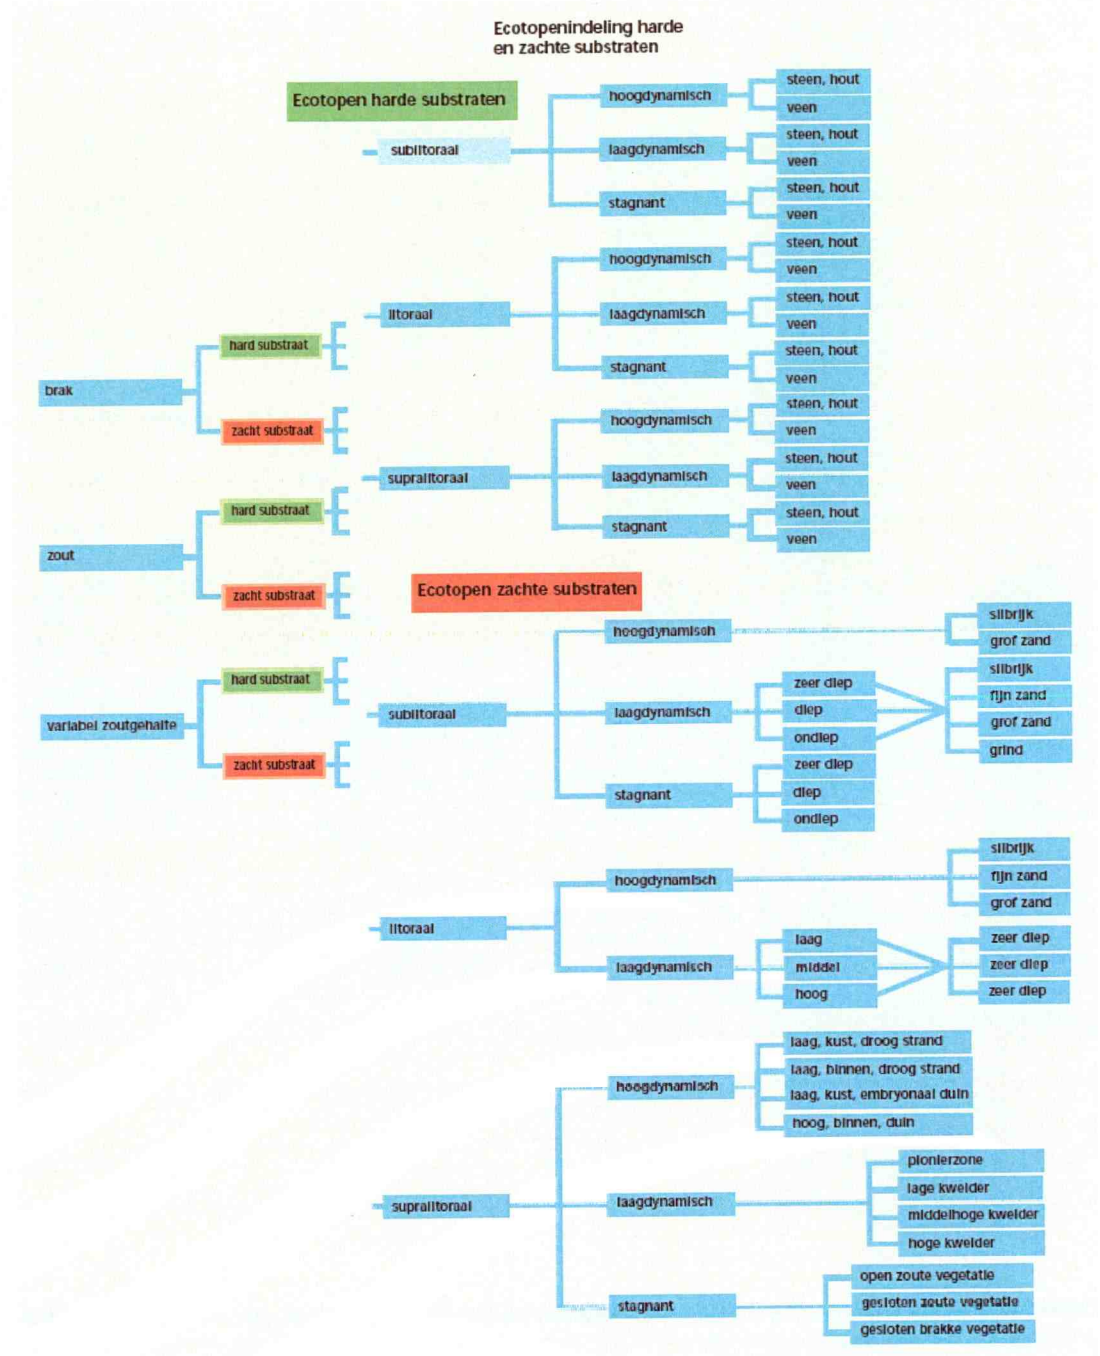 Ecotopenindeling harde
en zachte substraten
Ecotopen harde substraten
sublitoraal
hoogdynamisch
steen, hout
veen
laagdynamisch
steen, hout
veen
stagnant
steen, hout
veen
litoraal
hoogdynamisch
steen, hout
veen
laagdynamisch
steen, hout
veen
stagnant
steen, hout
veen
supralitoraal
hoogdynamisch
steen, hout
veen
laagdynamisch
steen, hout
veen
stagnant
steen, hout
veen
brak
hard substraat
zacht substraat
zout
hard substraat
zacht substraat
variabel zoutgehalte
hard substraat
zacht substraat
Ecotopen zachte substraten
sublitoraal
hoogdynamisch
slibrijk
grof zand
laagdynamisch
zeer diep
diep
ondiep
slibrijk
fijn zand
grof zand
grind
stagnant
zeer diep
diep
ondiep
litoraal
hoogdynamisch
slibrijk
fijn zand
grof zand
laagdynamisch
laag
middel
hoog
zeer diep
zeer diep
zeer diep
supralitoraal
hoogdynamisch
laag, kust, droog strand
laag, binnen, droog strand
laag, kust, embryonaal duin
hoog, binnen, duin
laagdynamisch
pionierzone
lage kwelder
middelhoge kwelder
hoge kwelder
stagnant
open zoute vegetatie
gesloten zoute vegetatie
gesloten brakke vegetatie